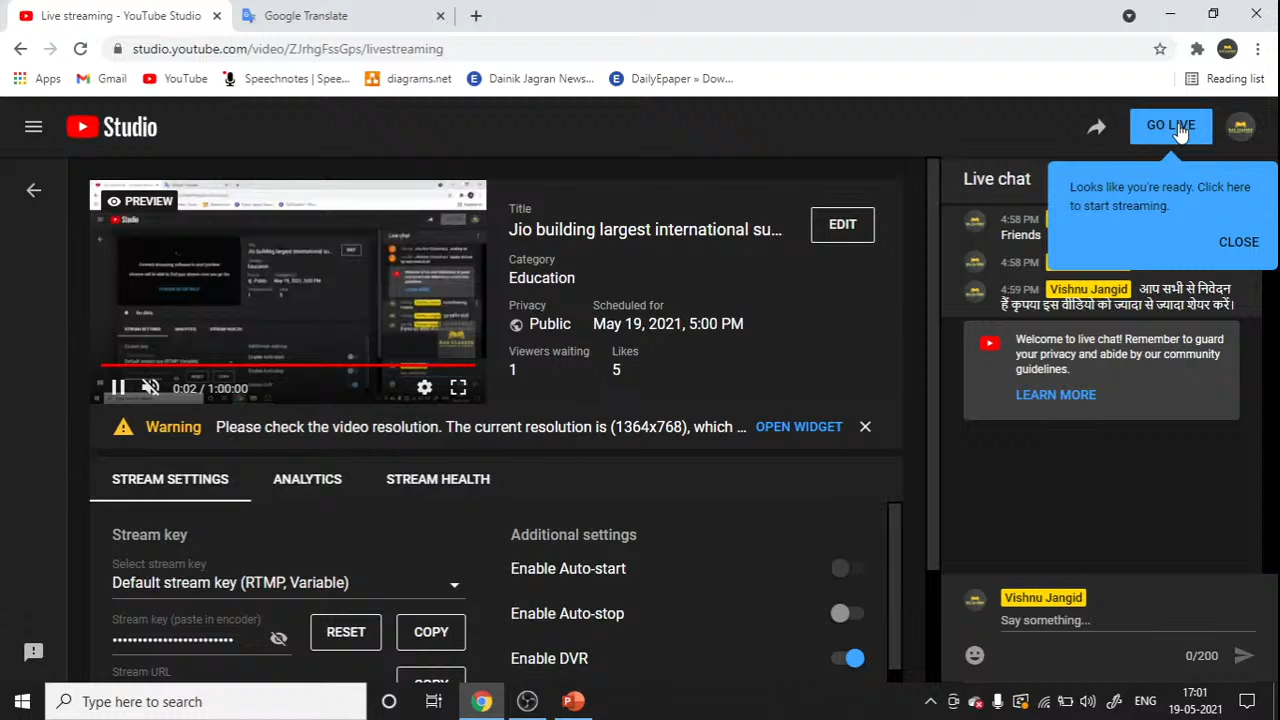 Live streaming - YouTube Studio
Google Translate
studio.youtube.com/video/ZJrhgFssGps/livestreaming
Apps
Gmail
YouTube
Speechnotes | Spee...
diagrams.net
Dainik Jagran News...
DailyEpaper » Dow...
Reading list
Studio
GO LIVE
Looks like you're ready. Click here
to start streaming.
CLOSE
PREVIEW
0:02 / 1:00:00
Title
Jio building largest international su...
EDIT
Category
Education
Privacy
Scheduled for
Public
May 19, 2021, 5:00 PM
Viewers waiting
Likes
1
5
Warning Please check the video resolution. The current resolution is (1364x768), which ... OPEN WIDGET
STREAM SETTINGS
ANALYTICS
STREAM HEALTH
Stream key
Select stream key
Default stream key (RTMP, Variable)
Stream key (paste in encoder)
RESET
COPY
Stream URL
Additional settings
Enable Auto-start
Enable Auto-stop
Enable DVR
Live chat
4:58 PM
Friends
4:58 PM
4:59 PM Vishnu Jangid आप सभी से निवेदन
हैं कृपया इस वीडियो को ज्यादा से ज्यादा शेयर करें।
Welcome to live chat! Remember to guard
your privacy and abide by our community
guidelines.
LEARN MORE
Vishnu Jangid
Say something...
0/200
Type here to search
ENG
17:01
19-05-2021